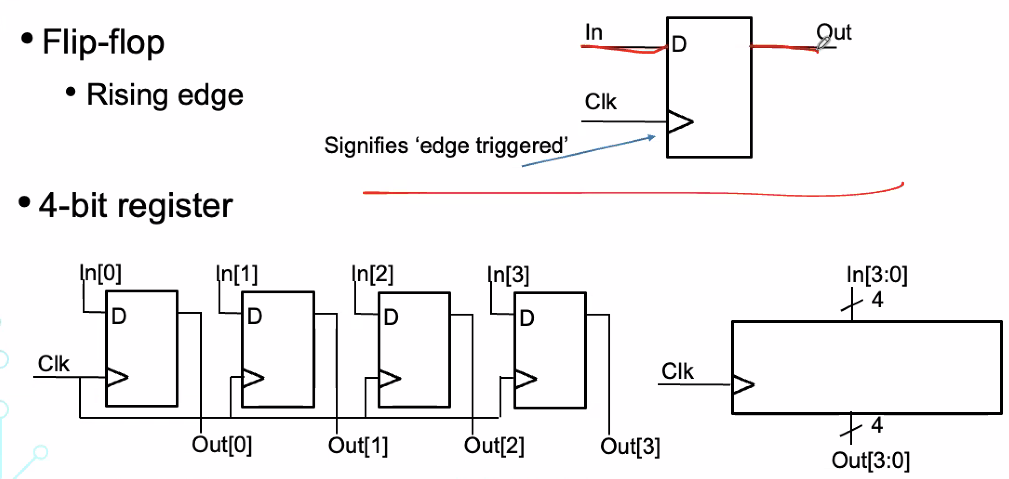 • Flip-flop
• Rising edge
In
D
Out
Clk
Signifies ‘edge triggered’
• 4-bit register
In[0] In[1] In[2] In[3]
D D D D
Clk
Out[0] Out[1] Out[2] Out[3]
In[3:0]
4
Clk
4
Out[3:0]